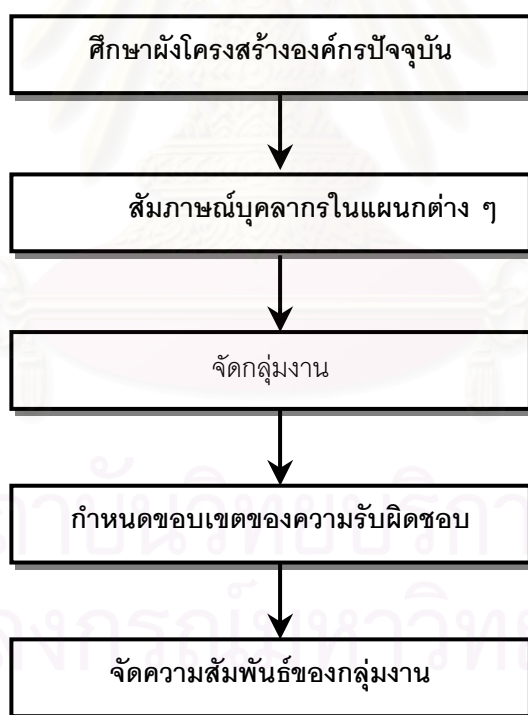 ศึกษาผังโครงสร้างองค์กรปัจจุบัน
สัมภาษณ์บุคลากรในแผนกต่าง ๆ
จัดกลุ่มงาน
กำหนดขอบเขตของความรับผิดชอบ
จัดความสัมพันธ์ของกลุ่มงาน